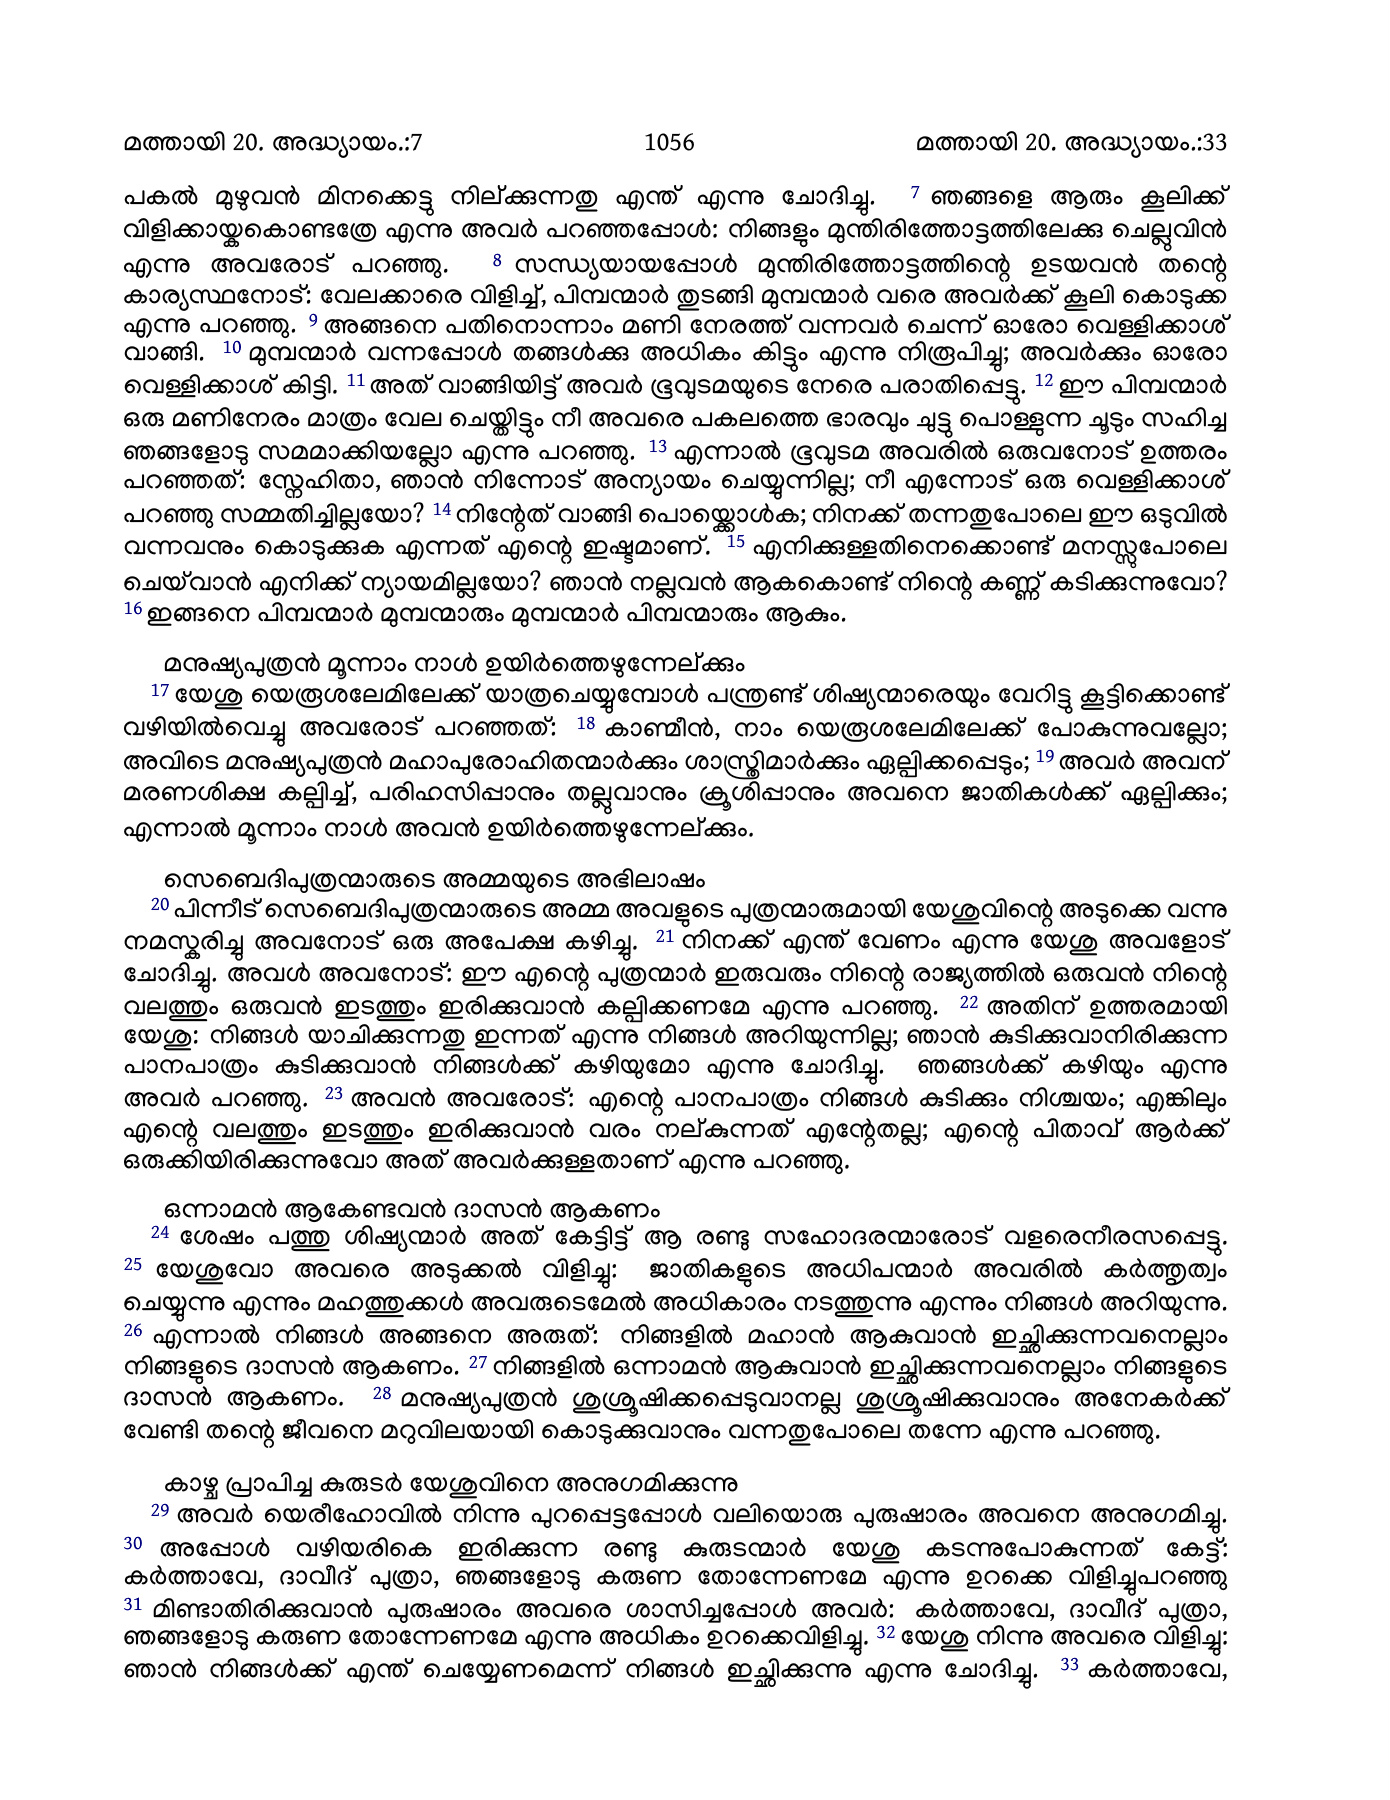 മത്തായി 20. അദ്ധ്യായം.:7 1056 മത്തായി 20. അദ്ധ്യായം.:33
പകൽ മുഴുവൻ മിനക്കെട്ടു നില്ക്കുന്നതു എന്ത് എന്നു ചോദിച്ചു. 7 ഞങ്ങളെ ആരും കൂലിക്ക്
വിളിക്കായ്കകൊണ്ടത്രേ എന്നു അവർ പറഞ്ഞപ്പോൾ: നിങ്ങളും മുന്തിരിത്തോട്ടത്തിലേക്കു ചെല്ലുവിൻ
എന്നു അവരോട് പറഞ്ഞു. 8 സന്ധ്യയായപ്പോൾ മുന്തിരിത്തോട്ടത്തിന്റെ ഉടയവൻ തന്റെ
കാര്യസ്ഥനോട്: വേലക്കാരെ വിളിച്ച്, പിമ്പന്മാർ തുടങ്ങി മുമ്പന്മാർ വരെ അവർക്ക് കൂലി കൊടുക്ക
എന്നു പറഞ്ഞു. 9 അങ്ങനെ പതിനൊന്നാം മണി നേരത്ത് വന്നവർ ചെന്ന് ഓരോ വെള്ളിക്കാശ്
വാങ്ങി. 10 മുമ്പന്മാർ വന്നപ്പോൾ തങ്ങൾക്കു അധികം കിട്ടും എന്നു നിരൂപിച്ചു; അവർക്കും ഓരോ
വെള്ളിക്കാശ് കിട്ടി. 11 അത് വാങ്ങിയിട്ട് അവർ ഭൂവുടമയുടെ നേരെ പരാതിപ്പെട്ടു. 12 ഈ പിമ്പന്മാർ
ഒരു മണിനേരം മാത്രം വേല ചെയ്തിട്ടും നീ അവരെ പകലത്തെ ഭാരവും ചുട്ടു പൊള്ളുന്ന ചൂടും സഹിച്ച
ഞങ്ങളോടു സമമാക്കിയല്ലോ എന്നു പറഞ്ഞു. 13 എന്നാൽ ഭൂവുടമ അവരിൽ ഒരുവനോട് ഉത്തരം
പറഞ്ഞത്: സ്നേഹിതാ, ഞാൻ നിന്നോട് അന്യായം ചെയ്യുന്നില്ല; നീ എന്നോട് ഒരു വെള്ളിക്കാശ്
പറഞ്ഞു സമ്മതിച്ചില്ലയോ? 14 നിന്റേത് വാങ്ങി പൊയ്ക്കൊൾക; നിനക്ക് തന്നതുപോലെ ഈ ഒടുവിൽ
വന്നവനും കൊടുക്കുക എന്നത് എന്റെ ഇഷ്ടമാണ്. 15 എനിക്കുള്ളതിനെക്കൊണ്ട് മനസ്സുപോലെ
ചെയ്‌വാൻ എനിക്ക് ന്യായമില്ലയോ? ഞാൻ നല്ലവൻ ആകകൊണ്ട് നിന്റെ കണ്ണ് കടിക്കുന്നുവോ?
16 ഇങ്ങനെ പിമ്പന്മാർ മുമ്പന്മാരും മുമ്പന്മാർ പിമ്പന്മാരും ആകും.
മനുഷ്യപുത്രൻ മൂന്നാം നാൾ ഉയിർത്തെഴുന്നേല്ക്കും
17 യേശു യെരൂശലേമിലേക്ക് യാത്രചെയ്യുമ്പോൾ പന്ത്രണ്ട് ശിഷ്യന്മാരെയും വേറിട്ടു കൂട്ടിക്കൊണ്ട്
വഴിയിൽവെച്ചു അവരോട് പറഞ്ഞത്: 18 കാണ്മീൻ, നാം യെരൂശലേമിലേക്ക് പോകുന്നുവല്ലോ;
അവിടെ മനുഷ്യപുത്രൻ മഹാപുരോഹിതന്മാർക്കും ശാസ്ത്രിമാർക്കും ഏല്പിക്കപ്പെടും; 19 അവർ അവന്
മരണശിക്ഷ കല്പിച്ച്, പരിഹസിപ്പാനും തല്ലുവാനും ക്രൂശിപ്പാനും അവനെ ജാതികൾക്ക് ഏല്പിക്കും;
എന്നാൽ മൂന്നാം നാൾ അവൻ ഉയിർത്തെഴുന്നേല്ക്കും.
സെബെദിപുത്രന്മാരുടെ അമ്മയുടെ അഭിലാഷം
20 പിന്നീട് സെബെദിപുത്രന്മാരുടെ അമ്മ അവളുടെ പുത്രന്മാരുമായി യേശുവിന്റെ അടുക്കെ വന്നു
നമസ്കരിച്ചു അവനോട് ഒരു അപേക്ഷ കഴിച്ചു. 21 നിനക്ക് എന്ത് വേണം എന്നു യേശു അവളോട്
ചോദിച്ചു. അവൾ അവനോട്: ഈ എന്റെ പുത്രന്മാർ ഇരുവരും നിന്റെ രാജ്യത്തിൽ ഒരുവൻ നിന്റെ
വലത്തും ഒരുവൻ ഇടത്തും ഇരിക്കുവാൻ കല്പിക്കണമേ എന്നു പറഞ്ഞു. 22 അതിന് ഉത്തരമായി
യേശു: നിങ്ങൾ യാചിക്കുന്നതു ഇന്നത് എന്നു നിങ്ങൾ അറിയുന്നില്ല; ഞാൻ കുടിക്കുവാനിരിക്കുന്ന
പാനപാത്രം കുടിക്കുവാൻ നിങ്ങൾക്ക് കഴിയുമോ എന്നു ചോദിച്ചു. ഞങ്ങൾക്ക് കഴിയും എന്നു
അവർ പറഞ്ഞു. 23 അവൻ അവരോട്: എന്റെ പാനപാത്രം നിങ്ങൾ കുടിക്കും നിശ്ചയം; എങ്കിലും
എന്റെ വലത്തും ഇടത്തും ഇരിക്കുവാൻ വരം നല്കുന്നത് എന്റേതല്ല; എന്റെ പിതാവ് ആർക്ക്
ഒരുക്കിയിരിക്കുന്നുവോ അത് അവർക്കുള്ളതാണ് എന്നു പറഞ്ഞു.
ഒന്നാമൻ ആകേണ്ടവൻ ദാസൻ ആകണം
24 ശേഷം പത്തു ശിഷ്യന്മാർ അത് കേട്ടിട്ട് ആ രണ്ടു സഹോദരന്മാരോട് വളരെനീരസപ്പെട്ടു.
25 യേശുവോ അവരെ അടുക്കൽ വിളിച്ചു: ജാതികളുടെ അധിപന്മാർ അവരിൽ കർത്തൃത്വം
ചെയ്യുന്നു എന്നും മഹത്തുക്കൾ അവരുടെമേൽ അധികാരം നടത്തുന്നു എന്നും നിങ്ങൾ അറിയുന്നു.
26 എന്നാൽ നിങ്ങൾ അങ്ങനെ അരുത്: നിങ്ങളിൽ മഹാൻ ആകുവാൻ ഇച്ഛിക്കുന്നവനെല്ലാം
നിങ്ങളുടെ ദാസൻ ആകണം. 27 നിങ്ങളിൽ ഒന്നാമൻ ആകുവാൻ ഇച്ഛിക്കുന്നവനെല്ലാം നിങ്ങളുടെ
ദാസൻ ആകണം. 28 മനുഷ്യപുത്രൻ ശുശ്രൂഷിക്കപ്പെടുവാനല്ല ശുശ്രൂഷിക്കുവാനും അനേകർക്ക്
വേണ്ടി തന്റെ ജീവനെ മറുവിലയായി കൊടുക്കുവാനും വന്നതുപോലെ തന്നേ എന്നു പറഞ്ഞു.
കാഴ്ച പ്രാപിച്ച കുരുടർ യേശുവിനെ അനുഗമിക്കുന്നു
29 അവർ യെരീഹോവിൽ നിന്നു പുറപ്പെട്ടപ്പോൾ വലിയൊരു പുരുഷാരം അവനെ അനുഗമിച്ചു.
30 അപ്പോൾ വഴിയരികെ ഇരിക്കുന്ന രണ്ടു കുരുടന്മാർ യേശു കടന്നുപോകുന്നത് കേട്ട്:
കർത്താവേ, ദാവീദ് പുത്രാ, ഞങ്ങളോടു കരുണ തോന്നേണമേ എന്നു ഉറക്കെ വിളിച്ചുപറഞ്ഞു
31 മിണ്ടാതിരിക്കുവാൻ പുരുഷാരം അവരെ ശാസിച്ചപ്പോൾ അവർ: കർത്താവേ, ദാവീദ് പുത്രാ,
ഞങ്ങളോടു കരുണ തോന്നേണമേ എന്നു അധികം ഉറക്കെവിളിച്ചു. 32 യേശു നിന്നു അവരെ വിളിച്ചു:
ഞാൻ നിങ്ങൾക്ക് എന്ത് ചെയ്യേണമെന്ന് നിങ്ങൾ ഇച്ഛിക്കുന്നു എന്നു ചോദിച്ചു. 33 കർത്താവേ,